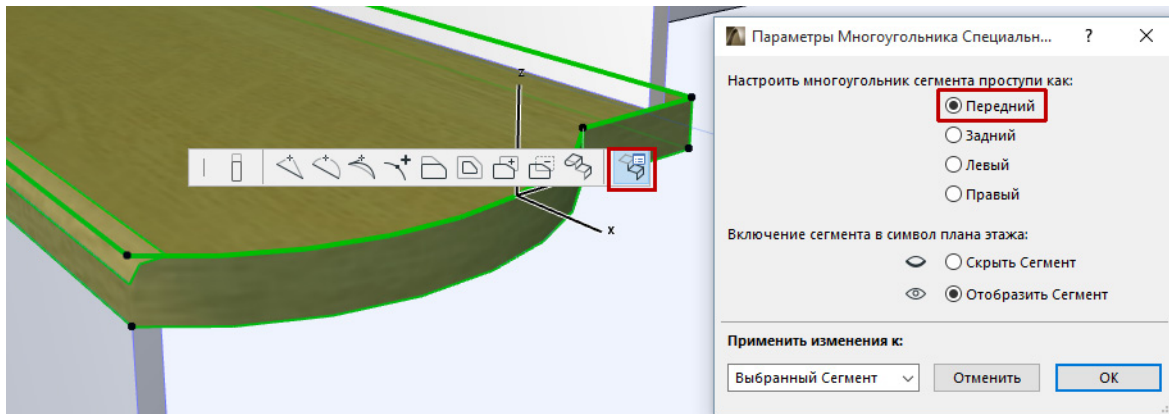 z
x
Параметры Многоугольника Специальн...
?
Настроить многоугольник сегмента проступи как:
Передний
Задний
Левый
Правый
Включение сегмента в символ плана этажа:
Скрыть Сегмент
Отобразить Сегмент
Применить изменения к:
Выбранный Сегмент Отменить ОК